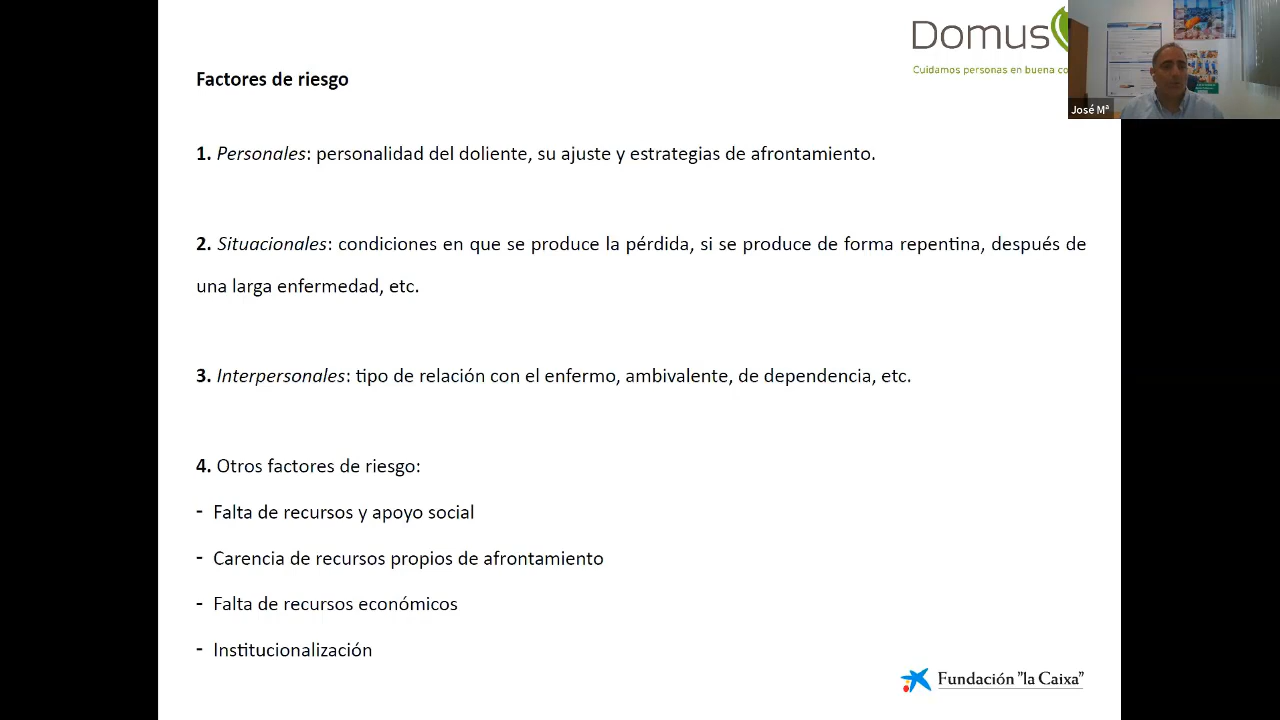 Domus
Cuidamos personas en buena
José Mª
Factores de riesgo
1. Personales: personalidad del doliente, su ajuste y estrategias de afrontamiento.
2. Situacionales: condiciones en que se produce la pérdida, si se produce de forma repentina, después de
una larga enfermedad, etc.
3. Interpersonales: tipo de relación con el enfermo, ambivalente, de dependencia, etc.
4. Otros factores de riesgo:
- Falta de recursos y apoyo social
- Carencia de recursos propios de afrontamiento
- Falta de recursos económicos
- Institucionalización
Fundación "la Caixa"